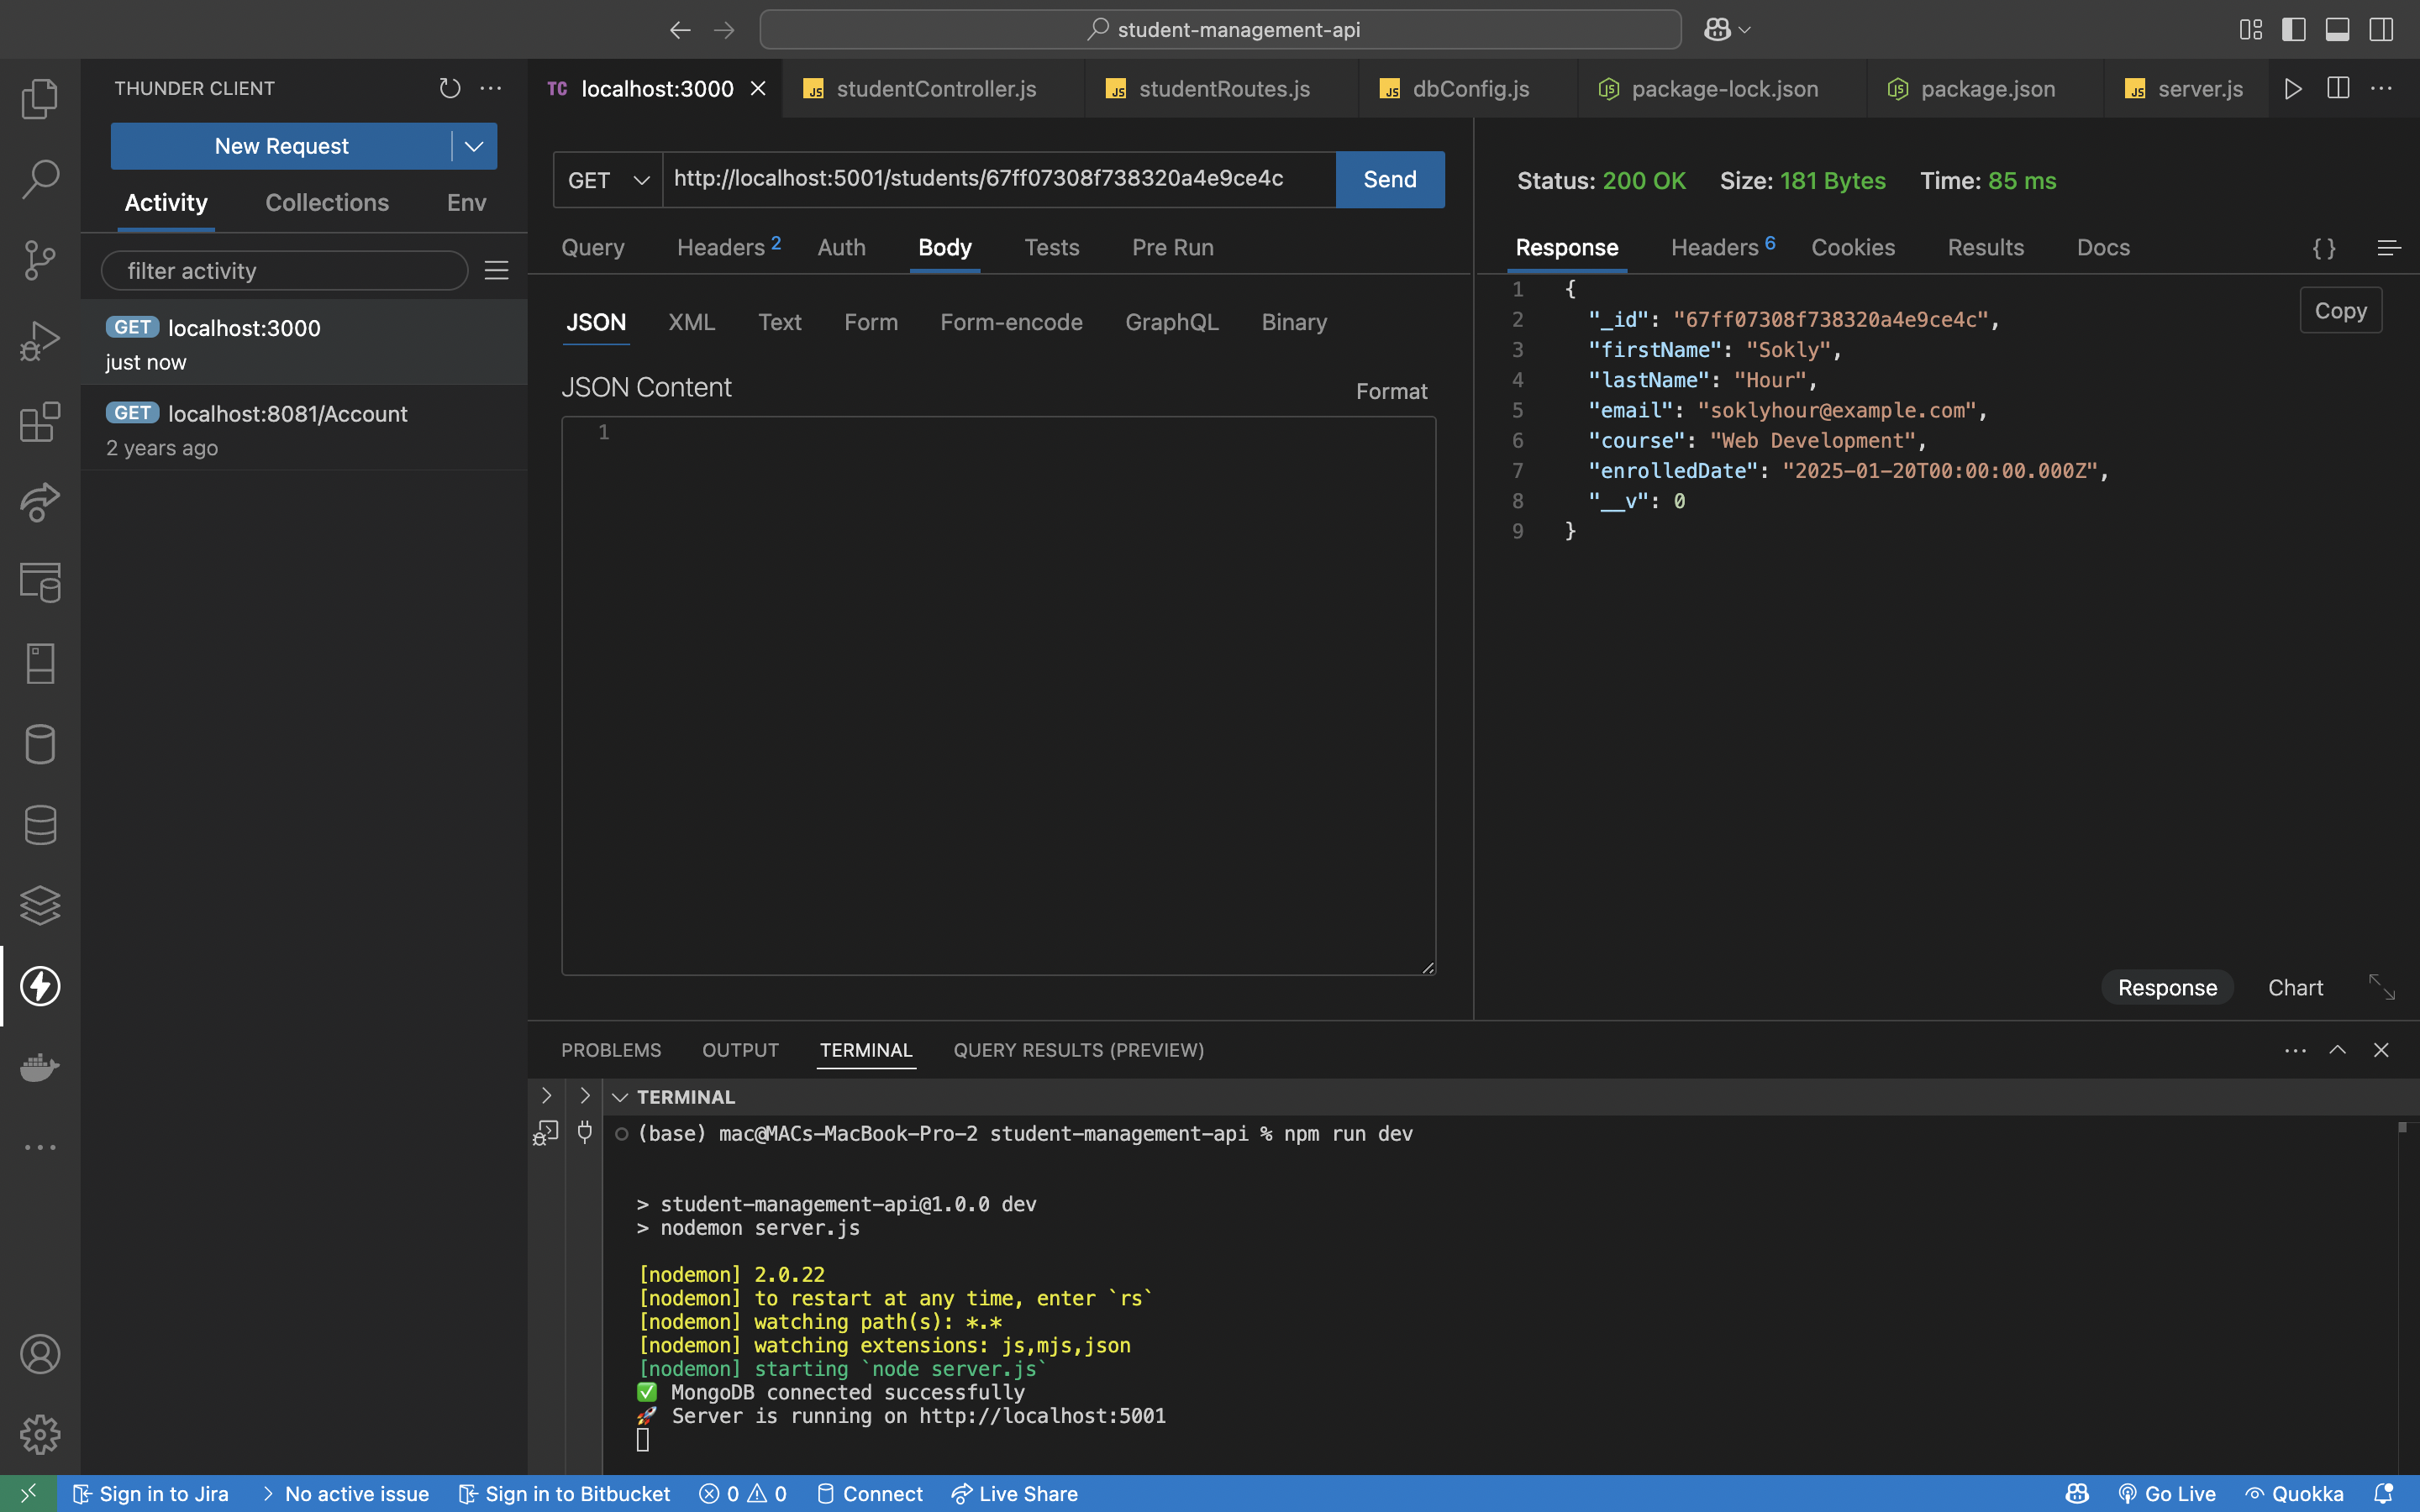 student-management-api
THUNDER CLIENT
New Request
Activity Collections Env
filter activity
GET localhost:3000
just now
GET localhost:8081/Account
2 years ago
TC localhost:3000 JS studentController.js JS studentRoutes.js JS dbConfig.js JS package-lock.json JS package.json JS server.js
GET http://localhost:5001/students/67ff07308f738320a4e9ce4c Send
Query Headers 2 Auth Body Tests Pre Run
JSON XML Text Form Form-encode GraphQL Binary
JSON Content Format
1
Status: 200 OK Size: 181 Bytes Time: 85 ms
Response Headers 6 Cookies Results Docs {}
Copy
1 {
2 "_id": "67ff07308f738320a4e9ce4c",
3 "firstName": "Sokly",
4 "lastName": "Hour",
5 "email": "soklyhour@example.com",
6 "course": "Web Development",
7 "enrolledDate": "2025-01-20T00:00:00.000Z",
8 "__v": 0
9 }
Response Chart
PROBLEMS OUTPUT TERMINAL QUERY RESULTS (PREVIEW)
TERMINAL
(base) mac@MACs-MacBook-Pro-2 student-management-api % npm run dev
> student-management-api@1.0.0 dev
> nodemon server.js
[nodemon] 2.0.22
[nodemon] to restart at any time, enter `rs`
[nodemon] watching path(s): *.*
[nodemon] watching extensions: js,mjs,json
[nodemon] starting `node server.js`
✅ MongoDB connected successfully
🚀 Server is running on http://localhost:5001
Sign in to Jira > No active issue Sign in to Bitbucket 0 0 Connect Live Share Go Live Quokka